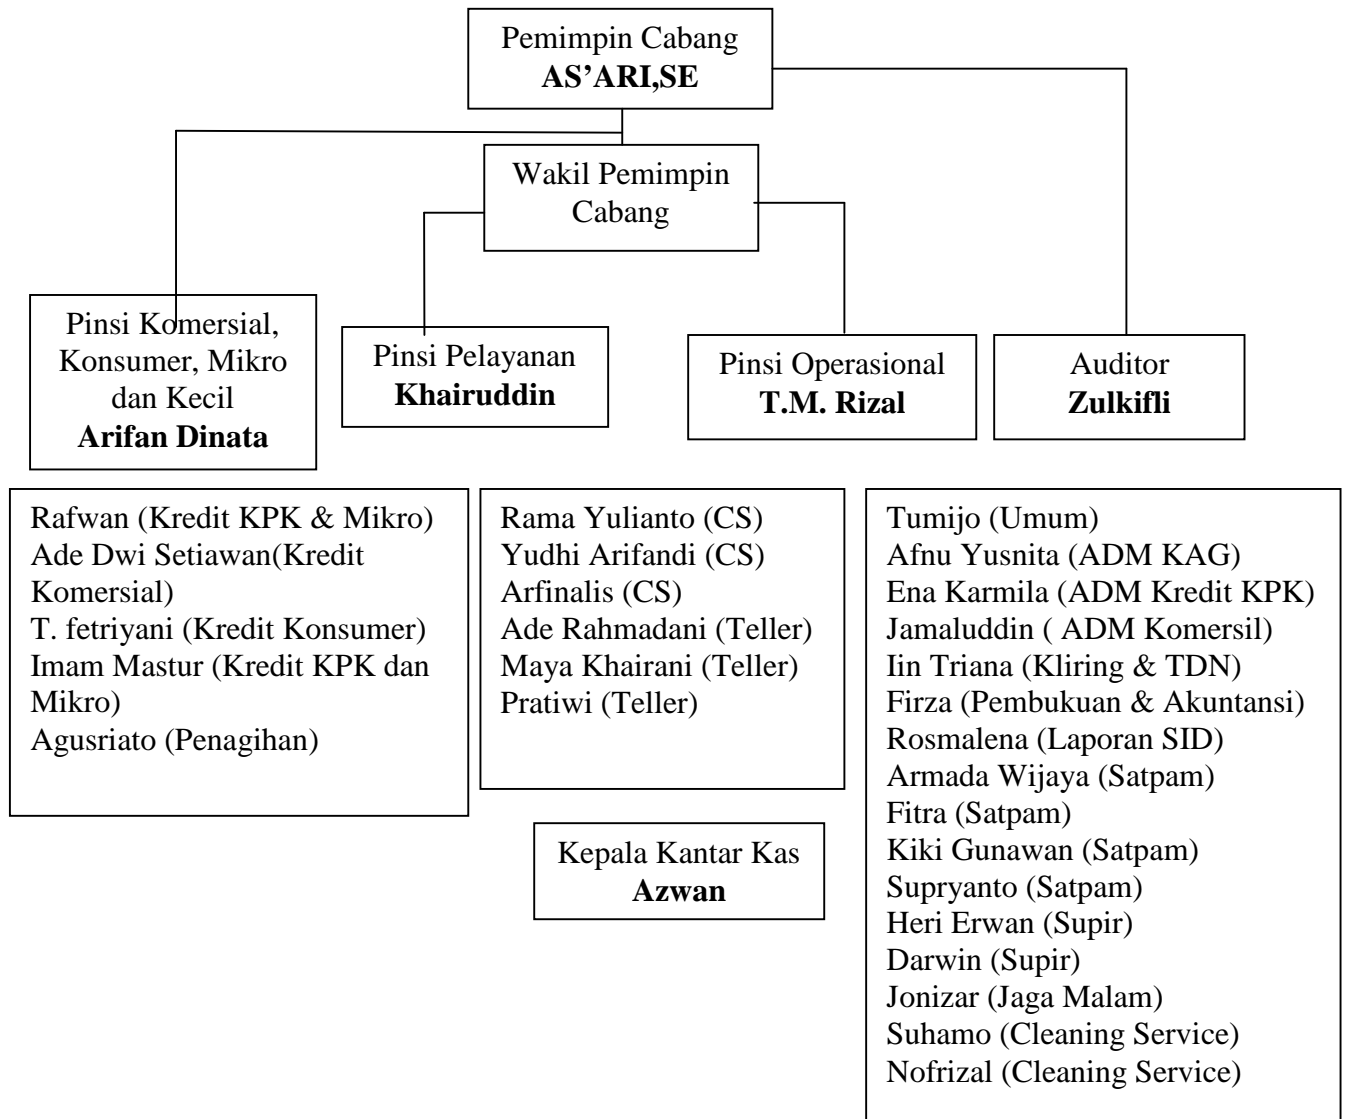 Pemimpin Cabang
AS’ARI,SE
Wakil Pemimpin
Cabang
Pinsi Komersial,
Konsumer, Mikro
dan Kecil
Arifan Dinata
Pinsi Pelayanan
Khairuddin
Pinsi Operasional
T.M. Rizal
Auditor
Zulkifli
Rafwan (Kredit KPK & Mikro)
Ade Dwi Setiawan(Kredit
Komersial)
T. fetriyani (Kredit Konsumer)
Imam Mastur (Kredit KPK dan
Mikro)
Agusriato (Penagihan)
Rama Yulianto (CS)
Yudhi Arifandi (CS)
Arfinalis (CS)
Ade Rahmadani (Teller)
Maya Khairani (Teller)
Pratiwi (Teller)
Kepala Kantar Kas
Azwan
Tumijo (Umum)
Afnu Yusnita (ADM KAG)
Ena Karmila (ADM Kredit KPK)
Jamaluddin ( ADM Komersil)
Iin Triana (Kliring & TDN)
Firza (Pembukuan & Akuntansi)
Rosmalena (Laporan SID)
Armada Wijaya (Satpam)
Fitra (Satpam)
Kiki Gunawan (Satpam)
Supryanto (Satpam)
Heri Erwan (Supir)
Darwin (Supir)
Jonizar (Jaga Malam)
Suhamo (Cleaning Service)
Nofrizal (Cleaning Service)